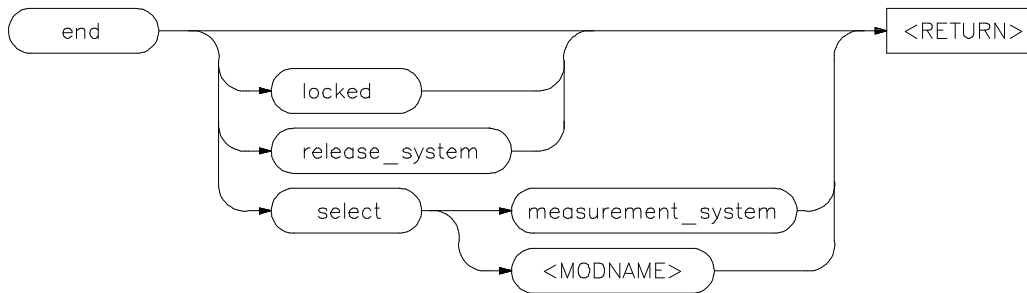 end <RETURN>
locked
release_system
select measurement_system
<MODNAME>